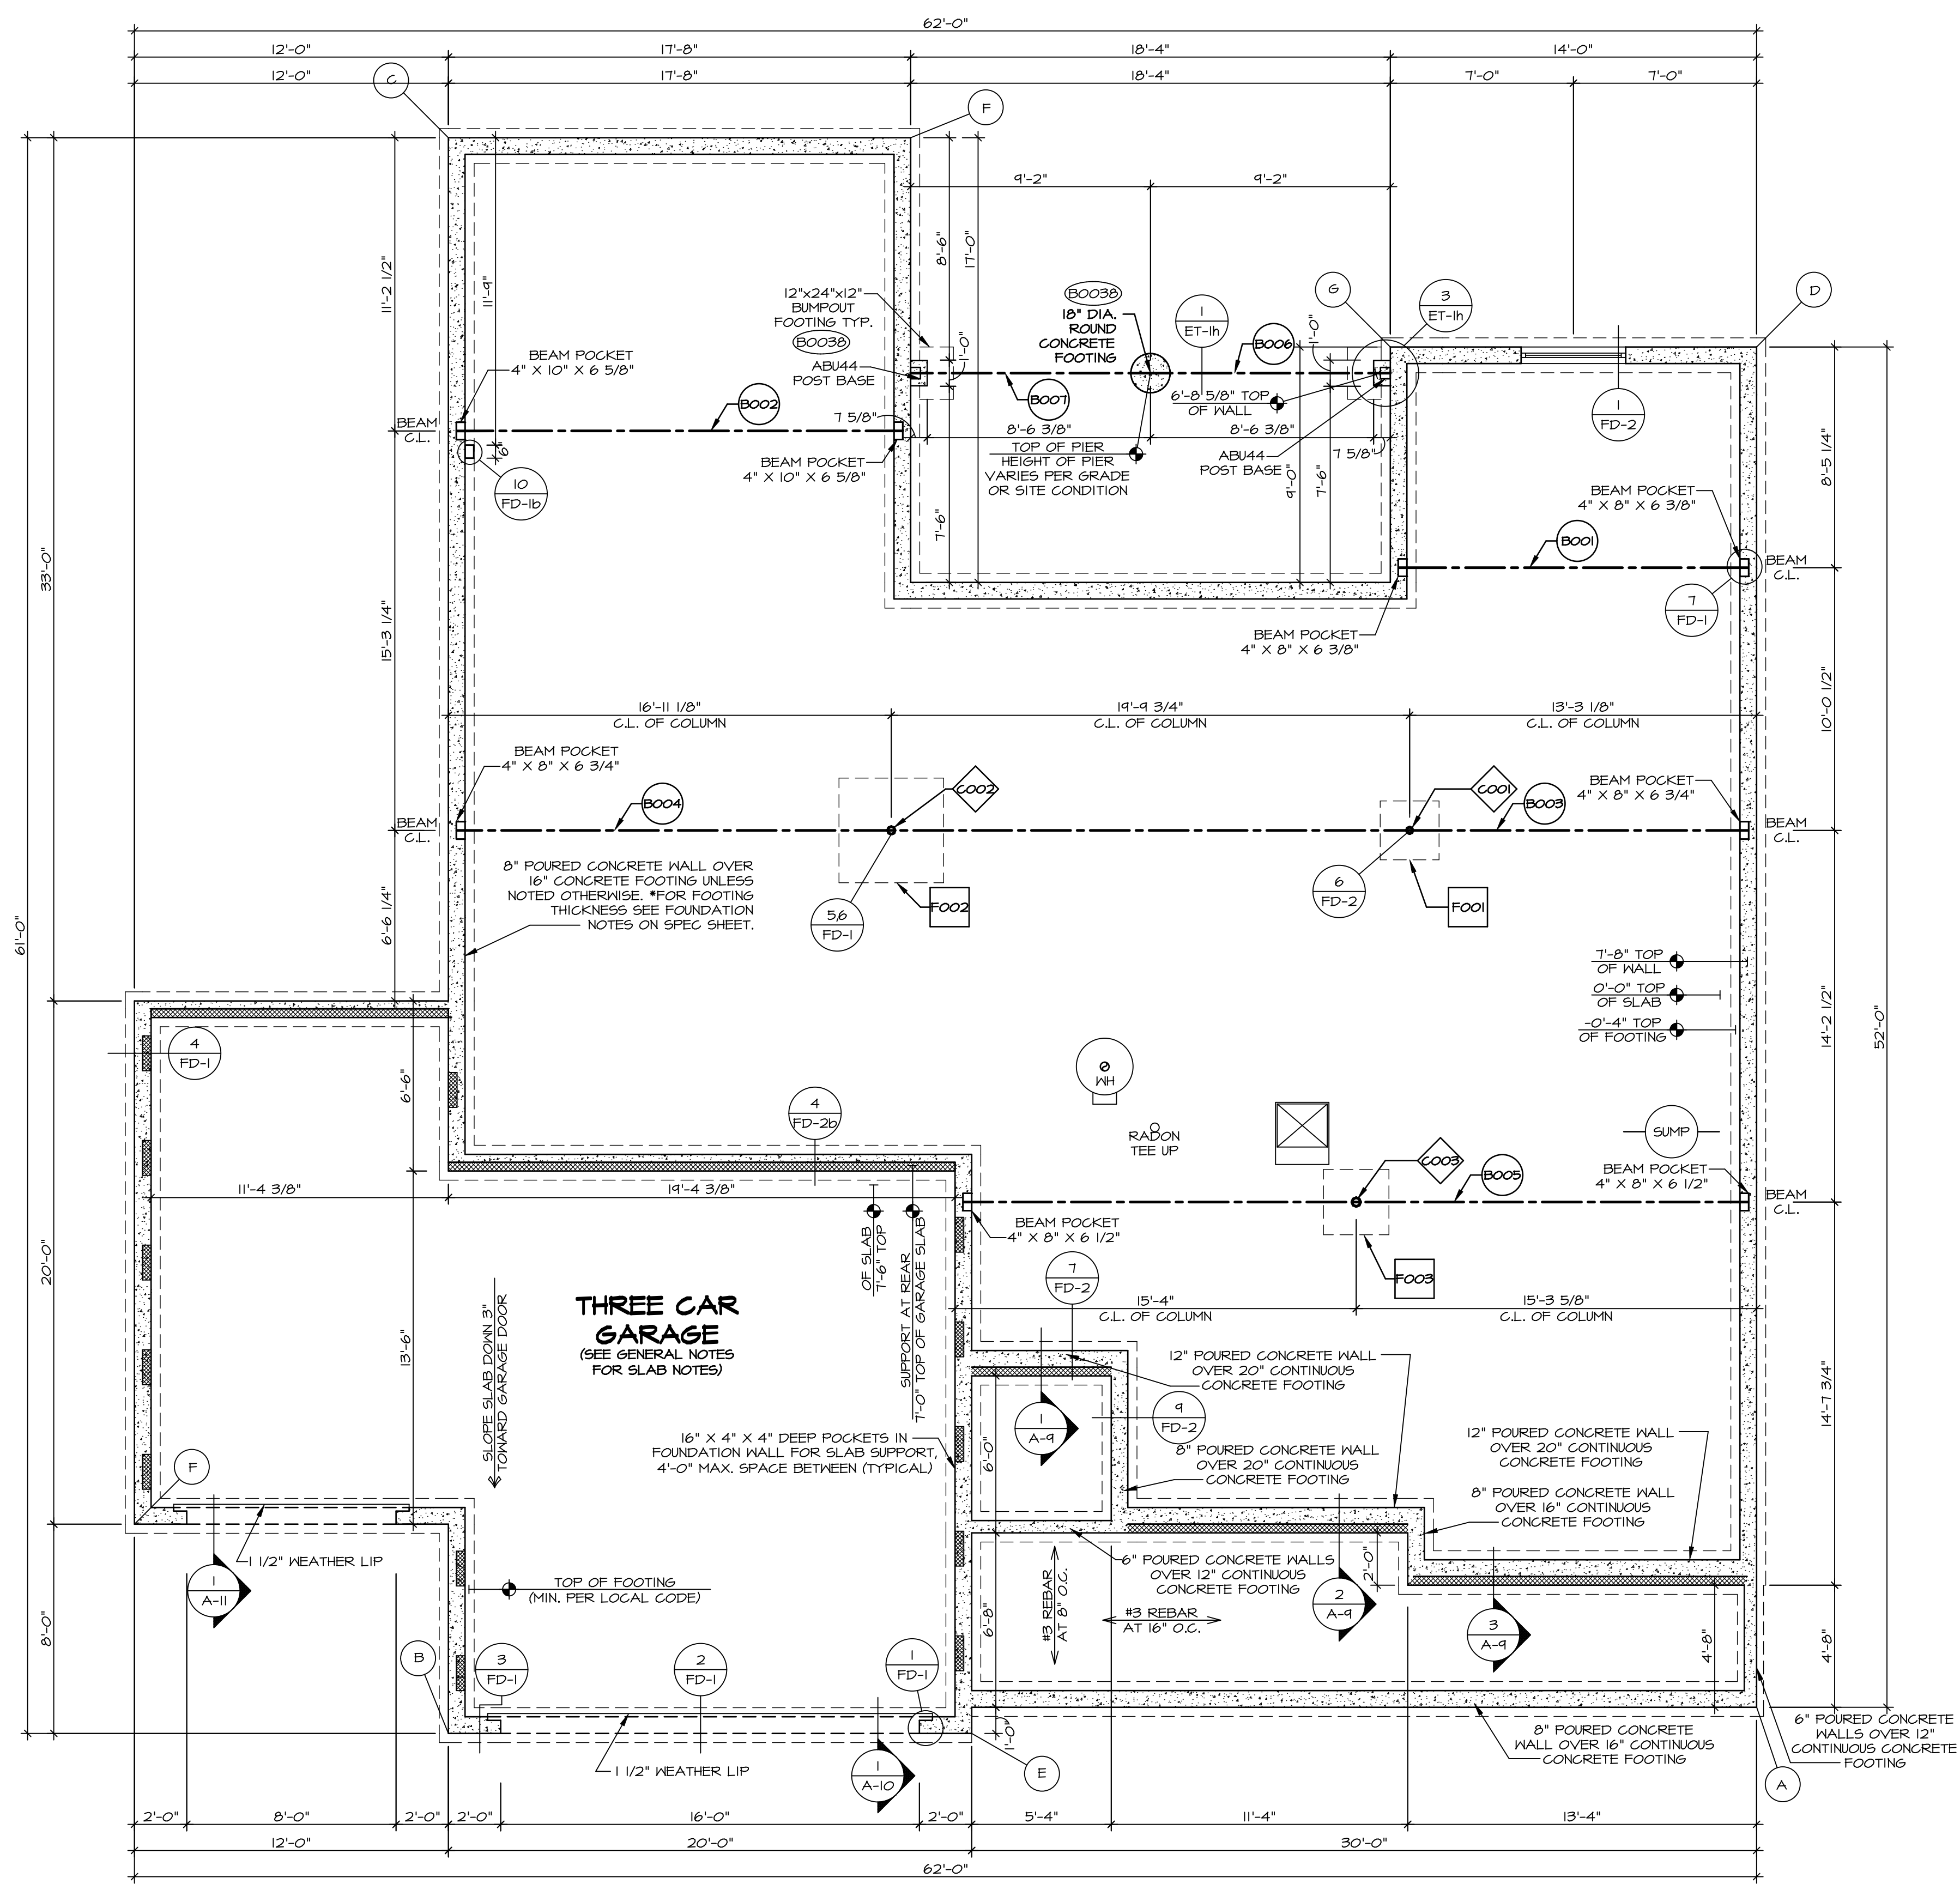 62'-0"
12'-0"
17'-8"
18'-4"
14'-0"
12'-0"
17'-8"
18'-4"
7'-0"
7'-0"
C
F
9'-2"
9'-2"
11'-2 1/2"
11'-9"
8'-6"
17'-0"
12"x24"x12"
BUMPOUT
FOOTING TYP.
B0038
ABU44
POST BASE
1'-0"
B0038
18" DIA.
ROUND
CONCRETE
FOOTING
1
ET-1h
B006
1'-0"
G
3
ET-1h
D
BEAM POCKET
4" X 10" X 6 5/8"
B002
7 5/8"
B007
6'-8 5/8" TOP
OF WALL
1
FD-2
BEAM
C.L.
6"
10
FD-1b
BEAM POCKET
4" X 10" X 6 5/8"
8'-6 3/8"
8'-6 3/8"
TOP OF PIER
HEIGHT OF PIER
VARIES PER GRADE
OR SITE CONDITION
ABU44
POST BASE
7 5/8"
9'-0"
7'-6"
7'-6"
8'-5 1/4"
BEAM POCKET
4" X 8" X 6 3/8"
B001
BEAM
C.L.
7
FD-1
BEAM POCKET
4" X 8" X 6 3/8"
33'-0"
15'-3 1/4"
16'-11 1/8"
C.L. OF COLUMN
19'-9 3/4"
C.L. OF COLUMN
13'-3 1/8"
C.L. OF COLUMN
10'-0 1/2"
BEAM POCKET
4" X 8" X 6 3/4"
B004
C002
C001
B003
BEAM POCKET
4" X 8" X 6 3/4"
BEAM
C.L.
BEAM
C.L.
8" POURED CONCRETE WALL OVER
16" CONCRETE FOOTING UNLESS
NOTED OTHERWISE. *FOR FOOTING
THICKNESS SEE FOUNDATION
NOTES ON SPEC SHEET.
5,6
FD-1
F002
6
FD-2
F001
61'-0"
6'-6 1/4"
7'-8" TOP
OF WALL
0'-0" TOP
OF SLAB
-0'-4" TOP
OF FOOTING
14'-2 1/2"
52'-0"
4
FD-1
6'-6"
4
FD-2b
WH
RADON
TEE UP
SUMP
C003
B005
BEAM POCKET
4" X 8" X 6 1/2"
BEAM
C.L.
11'-4 3/8"
19'-4 3/8"
BEAM POCKET
4" X 8" X 6 1/2"
7'-6" TOP
OF SLAB
7'-0" TOP OF GARAGE SLAB
SUPPORT AT REAR
20'-0"
7
FD-2
F003
15'-4"
C.L. OF COLUMN
15'-3 5/8"
C.L. OF COLUMN
THREE CAR
GARAGE
(SEE GENERAL NOTES
FOR SLAB NOTES)
SLOPE SLAB DOWN 3"
TOWARD GARAGE DOOR
13'-6"
12" POURED CONCRETE WALL
OVER 20" CONTINUOUS
CONCRETE FOOTING
14'-7 3/4"
1
A-9
9
FD-2
16" X 4" X 4" DEEP POCKETS IN
FOUNDATION WALL FOR SLAB SUPPORT,
4'-0" MAX. SPACE BETWEEN (TYPICAL)
6'-0"
8" POURED CONCRETE WALL
OVER 20" CONTINUOUS
CONCRETE FOOTING
12" POURED CONCRETE WALL
OVER 20" CONTINUOUS
CONCRETE FOOTING
8" POURED CONCRETE WALL
OVER 16" CONTINUOUS
CONCRETE FOOTING
F
1 1/2" WEATHER LIP
1
A-11
TOP OF FOOTING
(MIN. PER LOCAL CODE)
6" POURED CONCRETE WALLS
OVER 12" CONTINUOUS
CONCRETE FOOTING
2'-0"
#3 REBAR
AT 8" O.C.
#3 REBAR
AT 16" O.C.
2
A-9
3
A-9
8'-0"
6'-8"
4'-8"
4'-8"
B
3
FD-1
2
FD-1
1
FD-1
1'-0"
1 1/2" WEATHER LIP
1
A-10
E
8" POURED CONCRETE
WALL OVER 16" CONTINUOUS
CONCRETE FOOTING
6" POURED CONCRETE
WALLS OVER 12"
CONTINUOUS CONCRETE
FOOTING
A
2'-0"
8'-0"
2'-0"
2'-0"
16'-0"
2'-0"
5'-4"
11'-4"
13'-4"
12'-0"
20'-0"
30'-0"
62'-0"